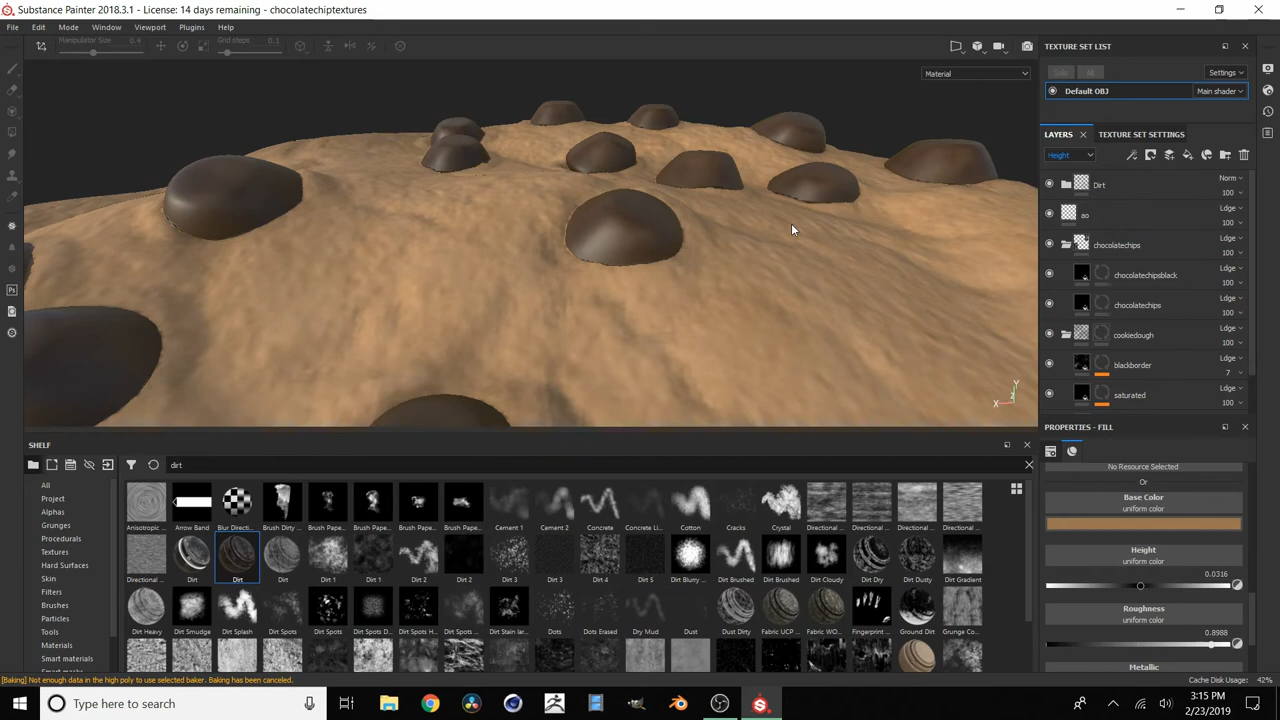 Substance Painter 2018.3.1 - License: 14 days remaining - chocolatechiptextures
File Edit Mode Window Viewport Plugins Help
Manipulator Size 0.4 Grid steps 0.1
Material
TEXTURE SET LIST
Solo All Settings
Default OBJ Main shader
LAYERS TEXTURE SET SETTINGS
Height
Dirt Norm 100
ao Ldge 100
chocolatechips Ldge 100
chocolatechipsblack Ldge 100
chocolatechips Ldge 100
cookiedough Ldge 100
blackborder Ldge 7
saturated Ldge 100
Y
X Z
PROPERTIES - FILL
No Resource Selected
Or
Base Color
uniform color
Height
uniform color
0.0316
Roughness
uniform color
0.8988
Metallic
SHELF
dirt
All
Project
Alphas
Grunges
Procedurals
Textures
Hard Surfaces
Skin
Filters
Brushes
Particles
Tools
Materials
Smart materials
Anisotropic ... Arrow Band Blur Directi... Brush Dirty ... Brush Pape... Brush Pape... Brush Pape... Brush Pape... Cement 1 Cement 2 Concrete Concrete Li... Cotton Cracks Crystal Directional ... Directional ... Directional ... Directional ...
Directional ... Dirt Dirt Dirt Dirt 1 Dirt 1 Dirt 2 Dirt 2 Dirt 3 Dirt 3 Dirt 4 Dirt 5 Dirt Blurry ... Dirt Brushed Dirt Brushed Dirt Cloudy Dirt Dry Dirt Dusty Dirt Gradient
Dirt Heavy Dirt Smudge Dirt Splash Dirt Spots Dirt Spots Dirt Spots D... Dirt Spots H... Dirt Spots ... Dirt Stain lar... Dots Dots Erased Dry Mud Dust Dust Dirty Fabric UCP ... Fabric WO... Fingerprint ... Ground Dirt Grunge Co...
[Baking] Not enough data in the high poly to use selected baker. Baking has been canceled.
Cache Disk Usage: 42%
Type here to search
Ps
3:15 PM
2/23/2019